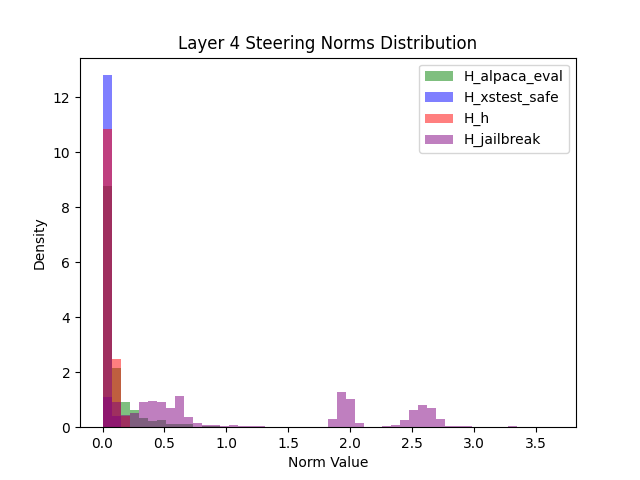 Layer 4 Steering Norms Distribution
H_alpaca_eval
H_xstest_safe
H_h
H_jailbreak
Density
12
10
8
6
4
2
0
0.0 0.5 1.0 1.5 2.0 2.5 3.0 3.5
Norm Value